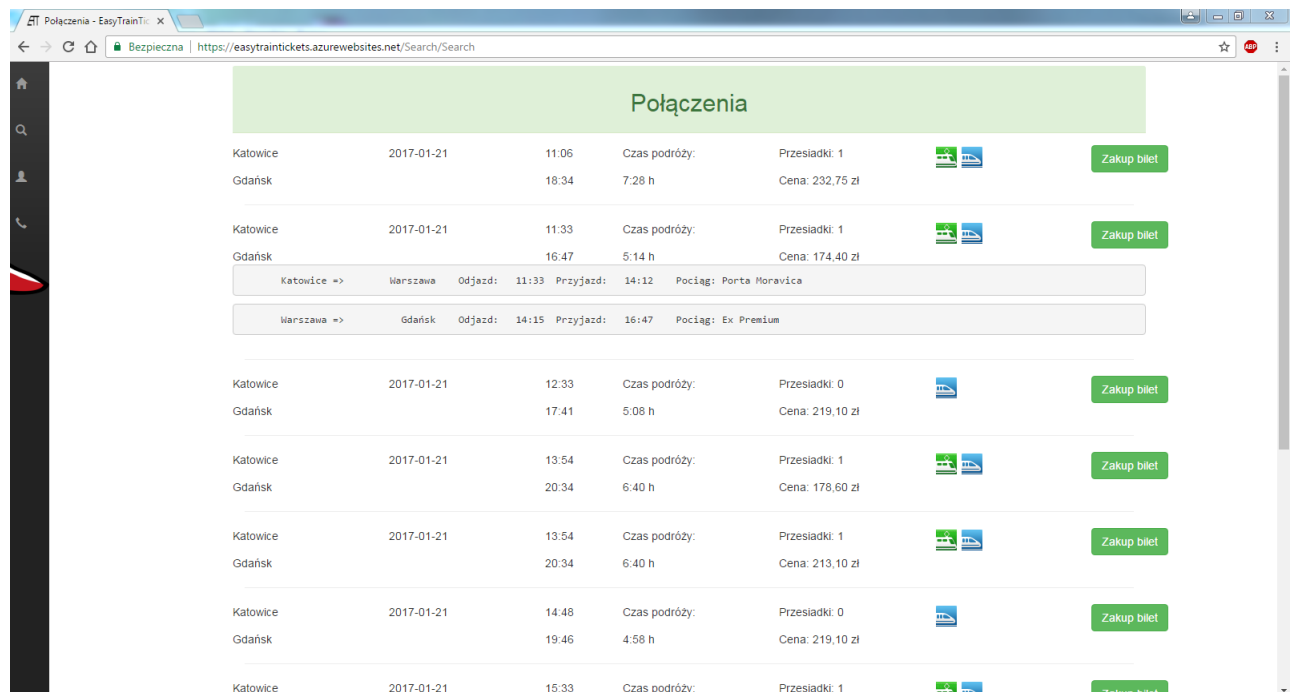 Połączenia - EasyTrainTic
Bezpieczna | https://easytraintickets.azurewebsites.net/Search/Search
ABP
Połączenia
Katowice 2017-01-21 11:06 Czas podróży: Przesiadki: 1 Zakup bilet
Gdańsk 18:34 7:28 h Cena: 232,75 zł
Katowice 2017-01-21 11:33 Czas podróży: Przesiadki: 1 Zakup bilet
Gdańsk 16:47 5:14 h Cena: 174,40 zł
Katowice => Warszawa Odjazd: 11:33 Przyjazd: 14:12 Pociąg: Porta Moravica
Warszawa => Gdańsk Odjazd: 14:15 Przyjazd: 16:47 Pociąg: Ex Premium
Katowice 2017-01-21 12:33 Czas podróży: Przesiadki: 0 Zakup bilet
Gdańsk 17:41 5:08 h Cena: 219,10 zł
Katowice 2017-01-21 13:54 Czas podróży: Przesiadki: 1 Zakup bilet
Gdańsk 20:34 6:40 h Cena: 178,60 zł
Katowice 2017-01-21 13:54 Czas podróży: Przesiadki: 1 Zakup bilet
Gdańsk 20:34 6:40 h Cena: 213,10 zł
Katowice 2017-01-21 14:48 Czas podróży: Przesiadki: 0 Zakup bilet
Gdańsk 19:46 4:58 h Cena: 219,10 zł
Katowice 2017-01-21 15:33 Czas podróży: Przesiadki: 1 Zakup bilet